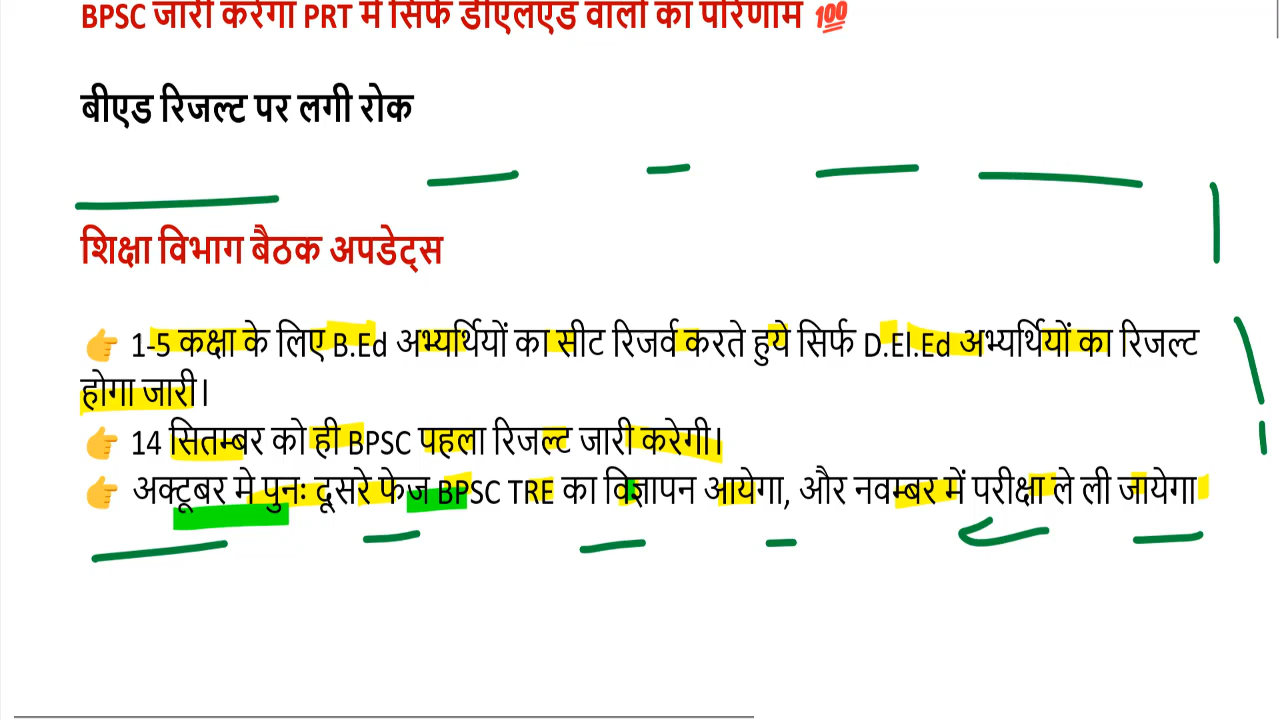 BPSC जारी करेगा PRT में सिर्फ डीएलएड वालों का परिणाम 💯
बीएड रिजल्ट पर लगी रोक
शिक्षा विभाग बैठक अपडेट्स
👉 1-5 कक्षा के लिए B.Ed अभ्यर्थियों का सीट रिजर्व करते हुये सिर्फ D.El.Ed अभ्यर्थियों का रिजल्ट
होगा जारी।
👉 14 सितम्बर को ही BPSC पहला रिजल्ट जारी करेगी।
👉 अक्टूबर मे पुनः दूसरे फेज BPSC TRE का विज्ञापन आयेगा, और नवम्बर में परीक्षा ले ली जायेगा